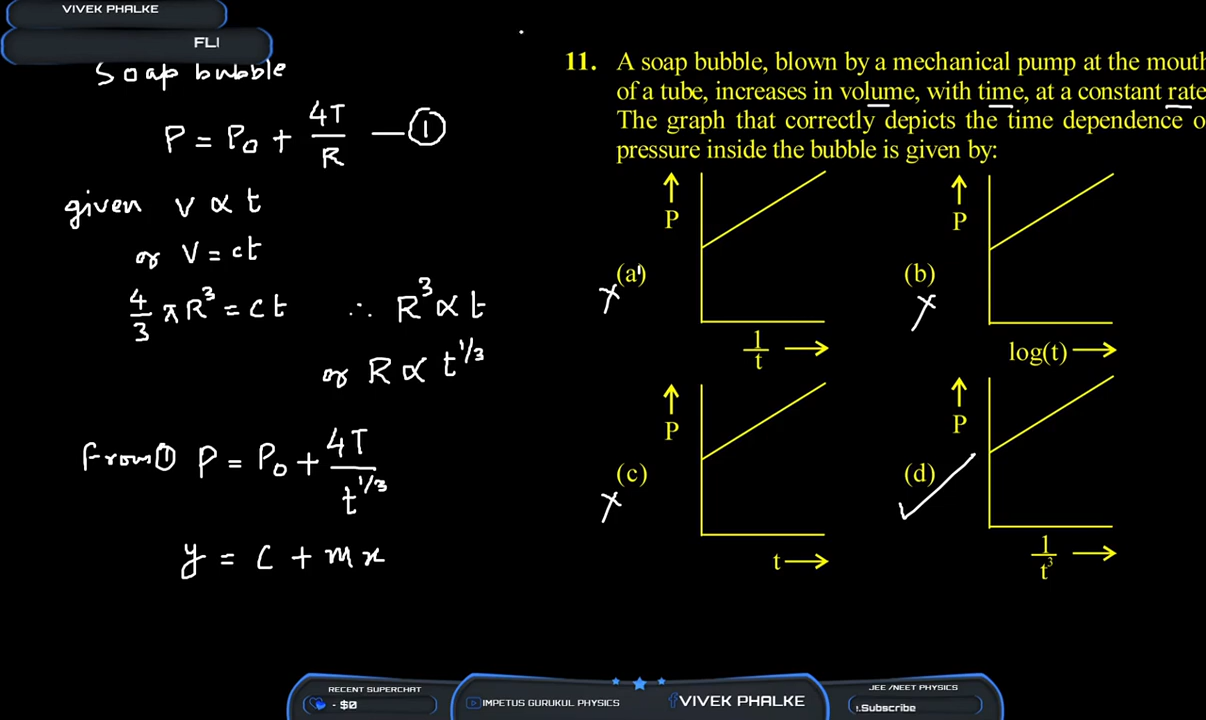 VIVEK PHALKE
FLI
Soap bubble
P = P₀ + 4T/R — ①
given V ∝ t
or V = ct
4/3 πR³ = ct ∴ R³ ∝ t
or R ∝ t^1/3
From ① P = P₀ + 4T/t^1/3
y = C + mx
11. A soap bubble, blown by a mechanical pump at the mouth
of a tube, increases in volume, with time, at a constant rate
The graph that correctly depicts the time dependence o
pressure inside the bubble is given by:
P
(a)
1/t
P
(b)
log(t)
P
(c)
t
P
(d)
1/t³
RECENT SUPERCHAT
- $0
IMPETUS GURUKUL PHYSICS
VIVEK PHALKE
JEE /NEET PHYSICS
:.Subscribe